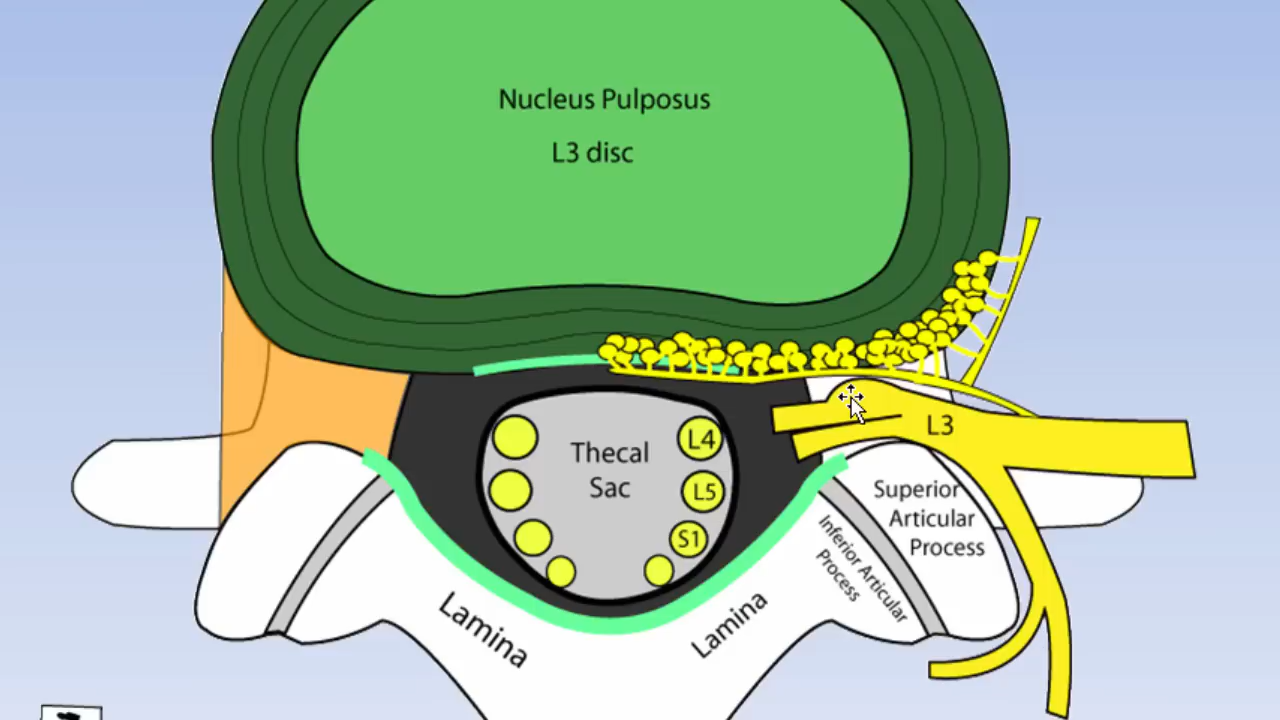 Nucleus Pulposus
L3 disc
Thecal
Sac
L4
L5
S1
L3
Superior
Articular
Process
Inferior Articular
Process
Lamina
Lamina